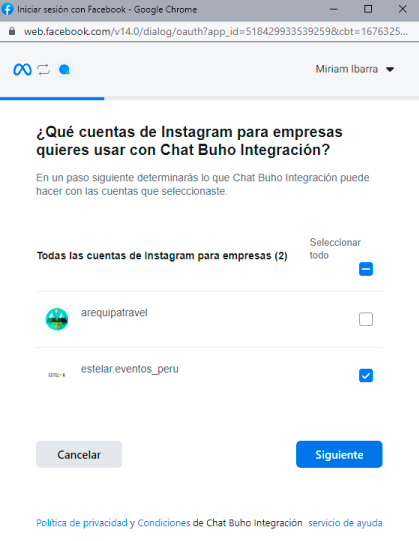 Iniciar sesión con Facebook - Google Chrome
web.facebook.com/v14.0/dialog/oauth?app_id=5184299335392598&cbt=1676325...
Miriam Ibarra
¿Qué cuentas de Instagram para empresas
quieres usar con Chat Buho Integración?
En un paso siguiente determinarás lo que Chat Buho Integración puede
hacer con las cuentas que seleccionaste.
Seleccionar
todo
Todas las cuentas de Instagram para empresas (2)
arequipatravel
estelar.eventos_peru
Cancelar
Siguiente
Política de privacidad y Condiciones de Chat Buho Integración servicio de ayuda